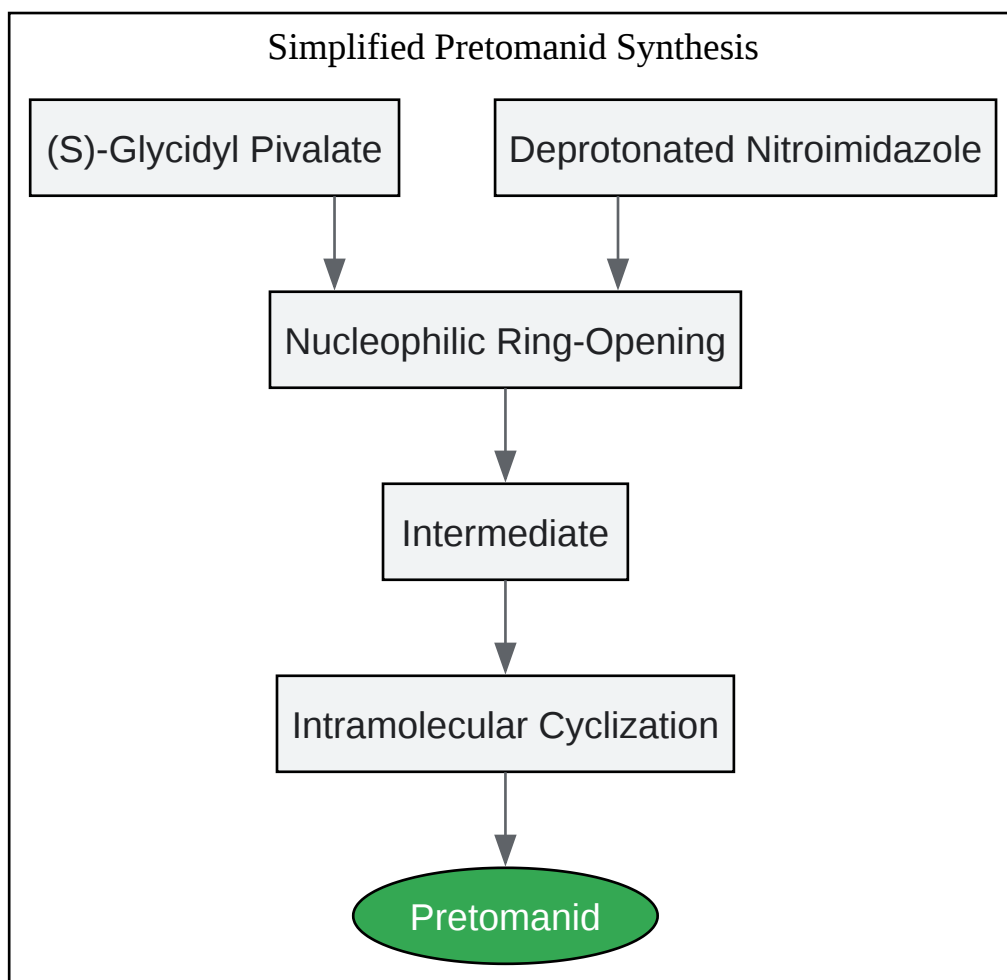 Simplified Pretomanid Synthesis
(S)-Glycidyl Pivalate
Deprotonated Nitroimidazole
Nucleophilic Ring-Opening
Intermediate
Intramolecular Cyclization
Pretomanid